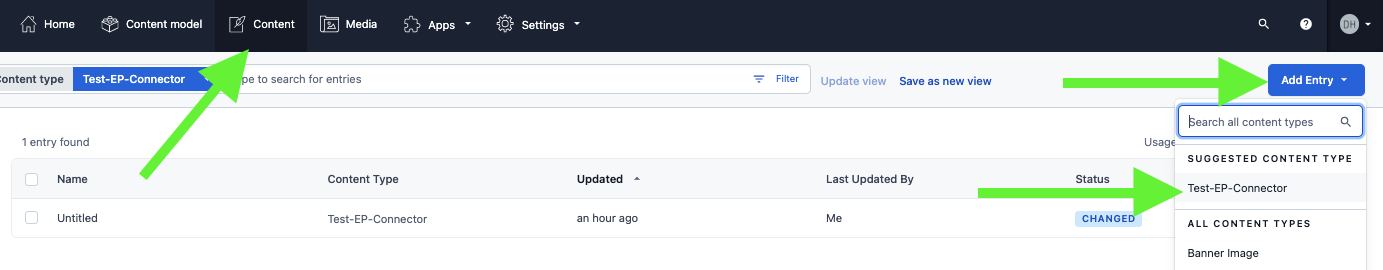 Home Content model Content Media Apps Settings ? DH
ontent type Test-EP-Connector pe to search for entries Filter Update view Save as new view Add Entry
Search all content types
1 entry found Usage
SUGGESTED CONTENT TYPE
Name Content Type Updated Last Updated By Status
Test-EP-Connector
Untitled Test-EP-Connector an hour ago Me CHANGED
ALL CONTENT TYPES
Banner Image